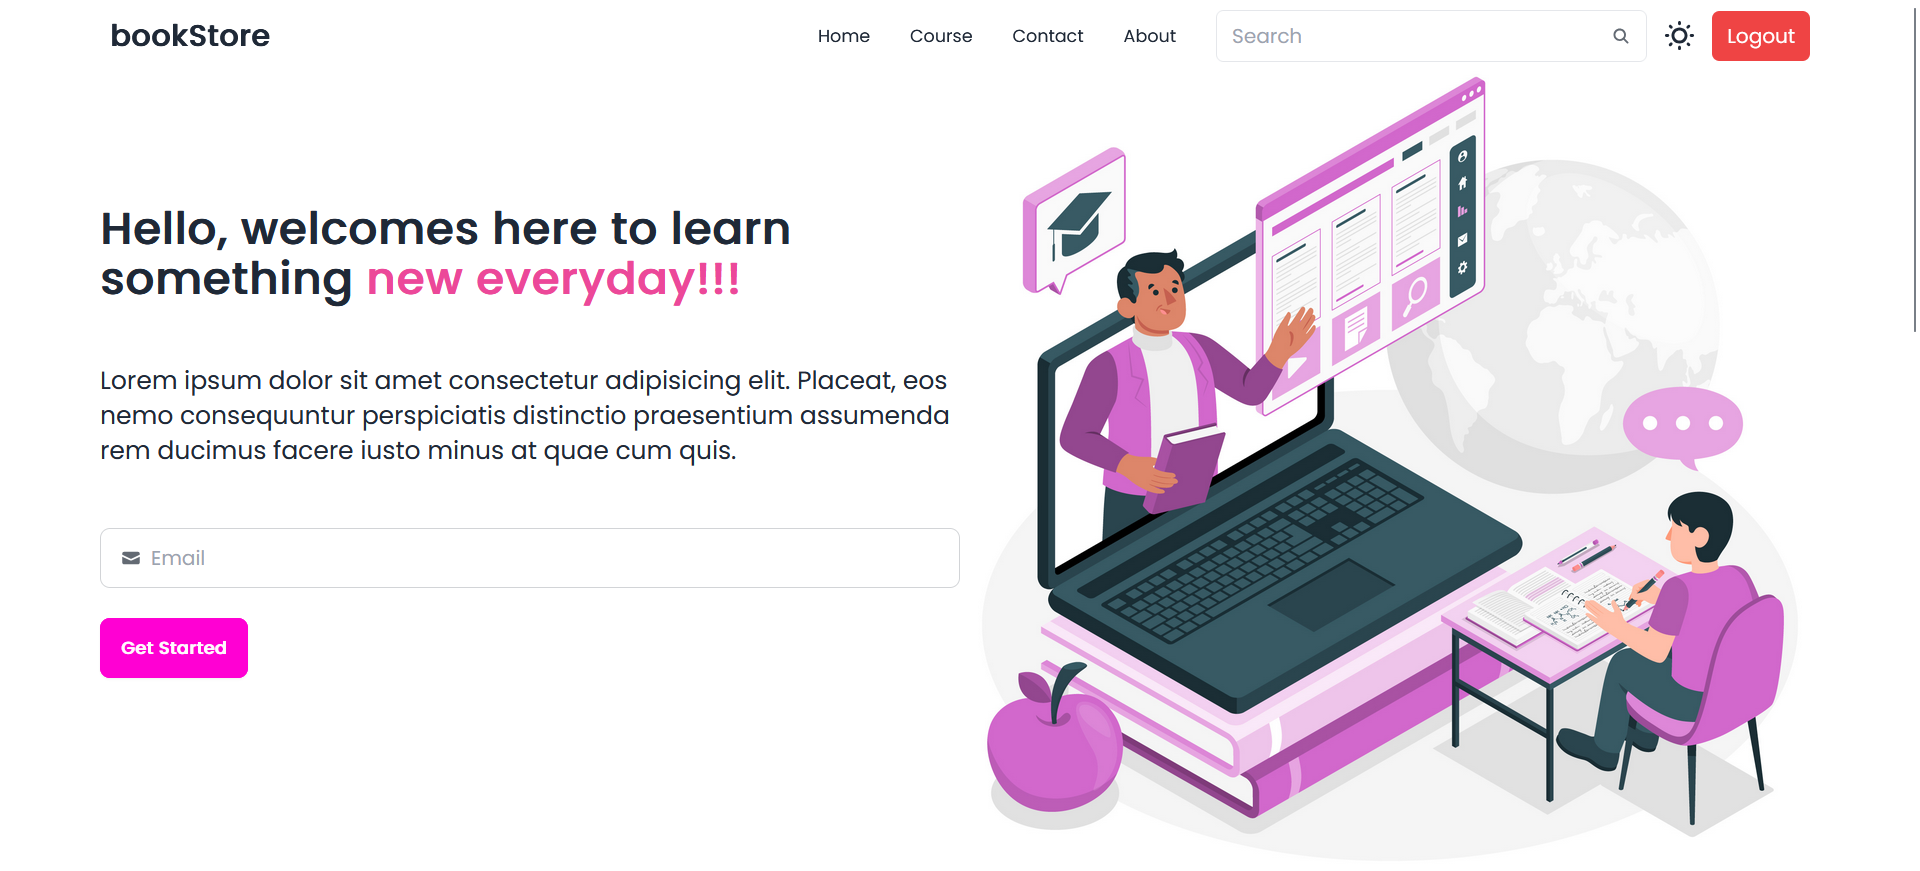 bookStore
Home
Course
Contact
About
Search
Logout
Hello, welcomes here to learn
something new everyday!!!
Lorem ipsum dolor sit amet consectetur adipisicing elit. Placeat, eos
nemo consequuntur perspiciatis distinctio praesentium assumenda
rem ducimus facere iusto minus at quae cum quis.
Email
Get Started